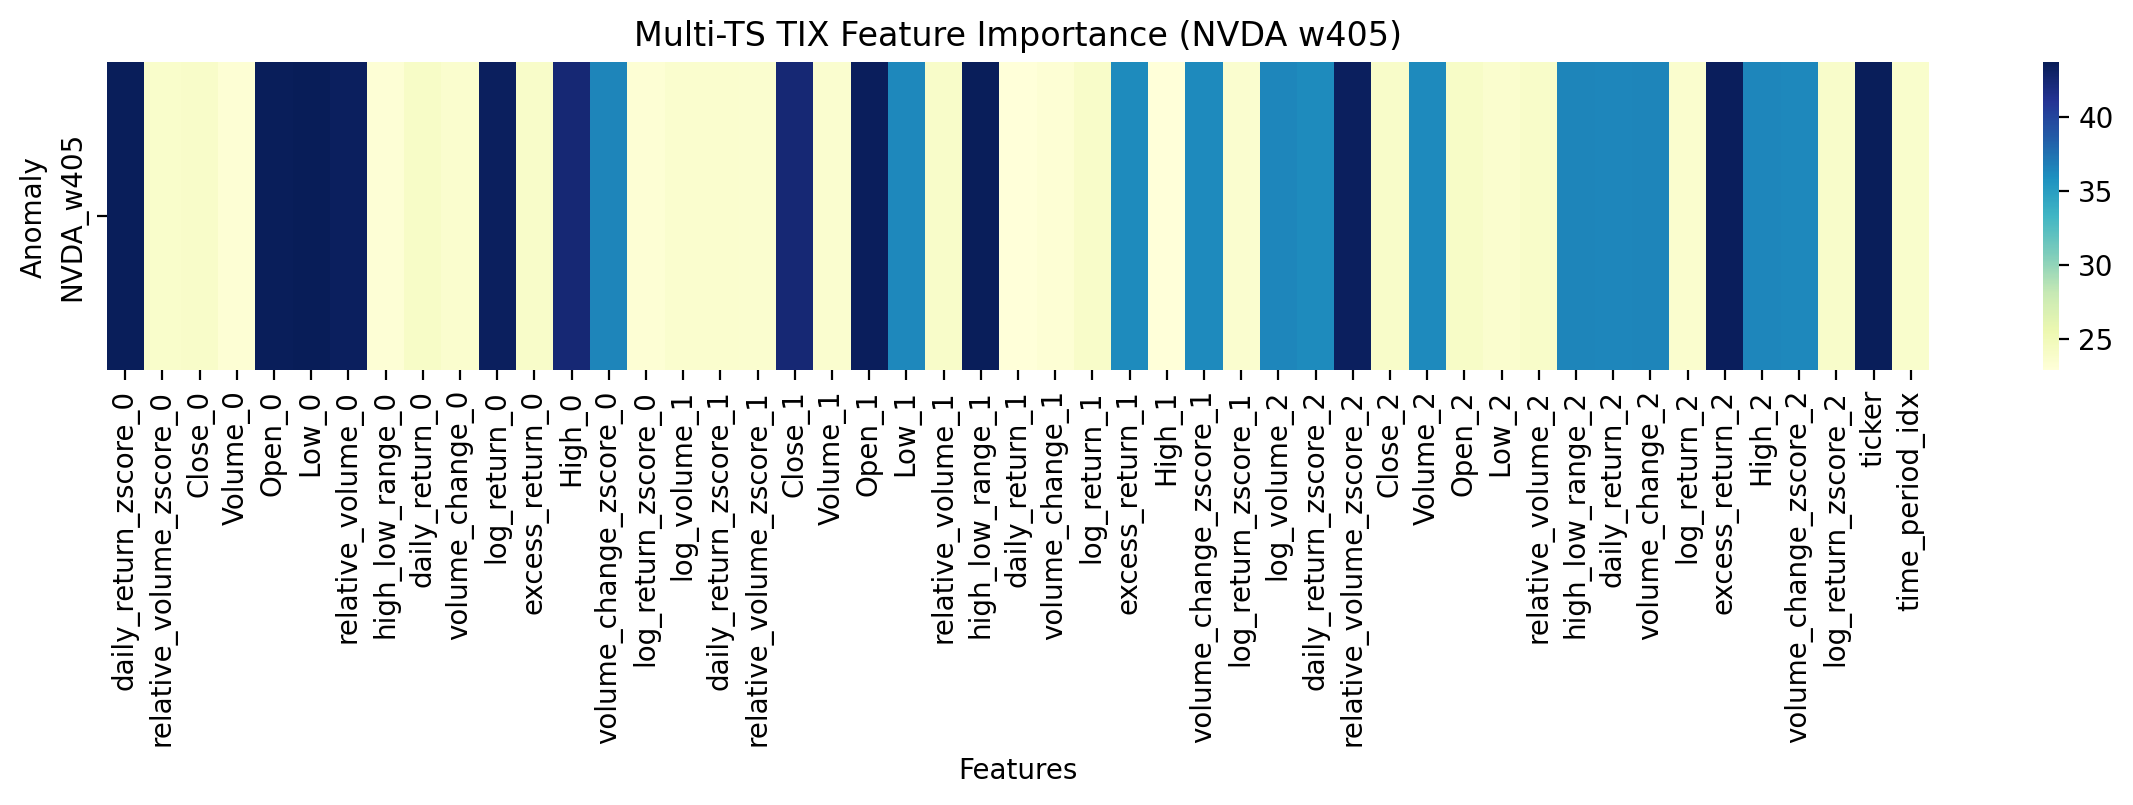 Multi-TS TIX Feature Importance (NVDA w405)
Anomaly
NVDA_w405
40
35
30
25
daily_return_zscore_0
relative_volume_zscore_0
Close_0
Volume_0
Open_0
Low_0
relative_volume_0
high_low_range_0
daily_return_0
volume_change_0
log_return_0
excess_return_0
High_0
volume_change_zscore_0
log_return_zscore_0
log_volume_1
daily_return_zscore_1
relative_volume_zscore_1
Close_1
Volume_1
Open_1
Low_1
relative_volume_1
high_low_range_1
daily_return_1
volume_change_1
log_return_1
excess_return_1
High_1
volume_change_zscore_1
log_return_zscore_1
log_volume_2
daily_return_zscore_2
relative_volume_zscore_2
Close_2
Volume_2
Open_2
Low_2
relative_volume_2
high_low_range_2
daily_return_2
volume_change_2
log_return_2
excess_return_2
High_2
volume_change_zscore_2
log_return_zscore_2
ticker
time_period_idx
Features